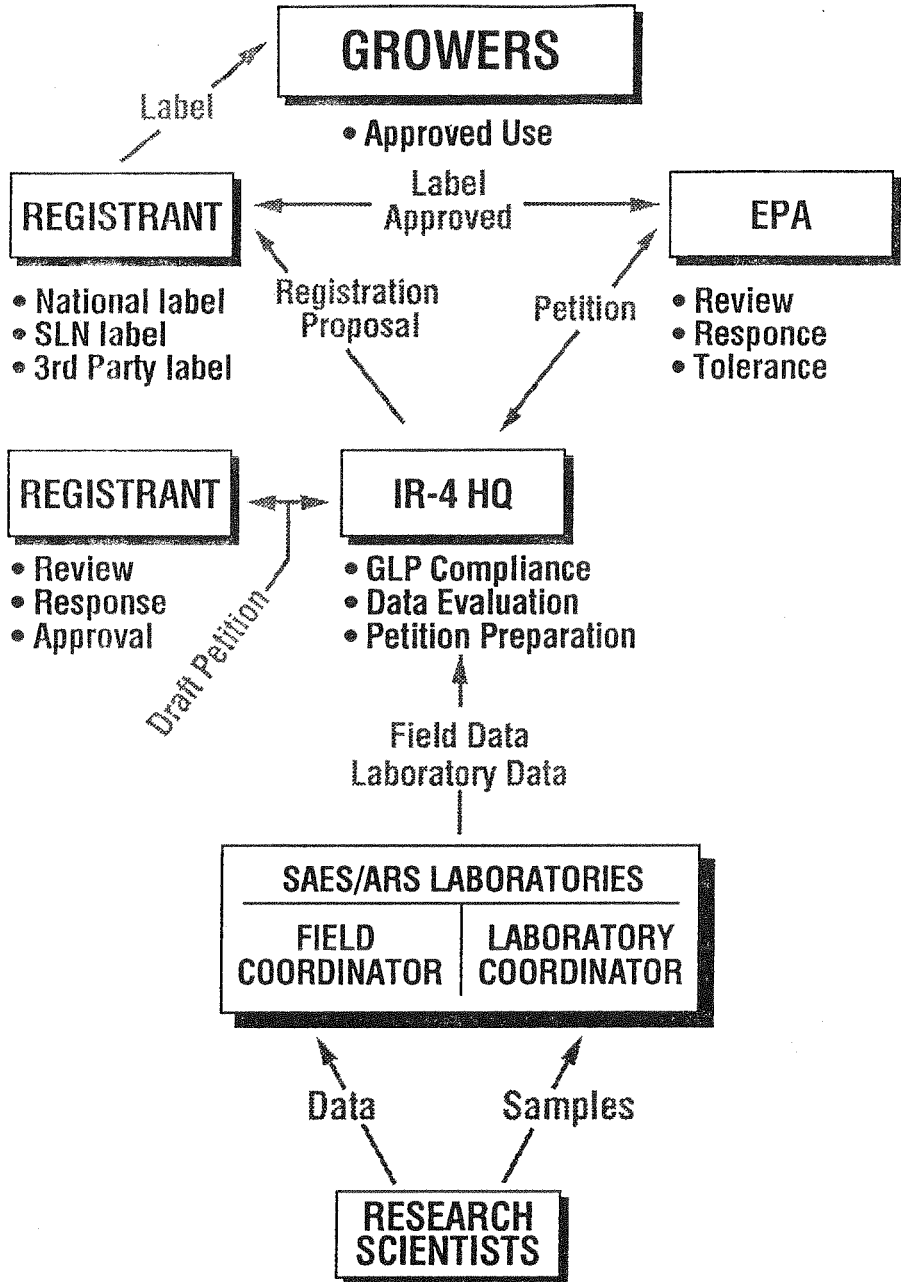 GROWERS
Label
• Approved Use
Label
Approved
REGISTRANT
EPA
• National label
• SLN label
• 3rd Party label
Registration
Proposal
Petition
• Review
• Responce
• Tolerance
REGISTRANT
IR-4 HQ
• Review
• Response
• Approval
Draft Petition
• GLP Compliance
• Data Evaluation
• Petition Preparation
Field Data
Laboratory Data
SAES/ARS LABORATORIES
FIELD
COORDINATOR
LABORATORY
COORDINATOR
Data
Samples
RESEARCH
SCIENTISTS